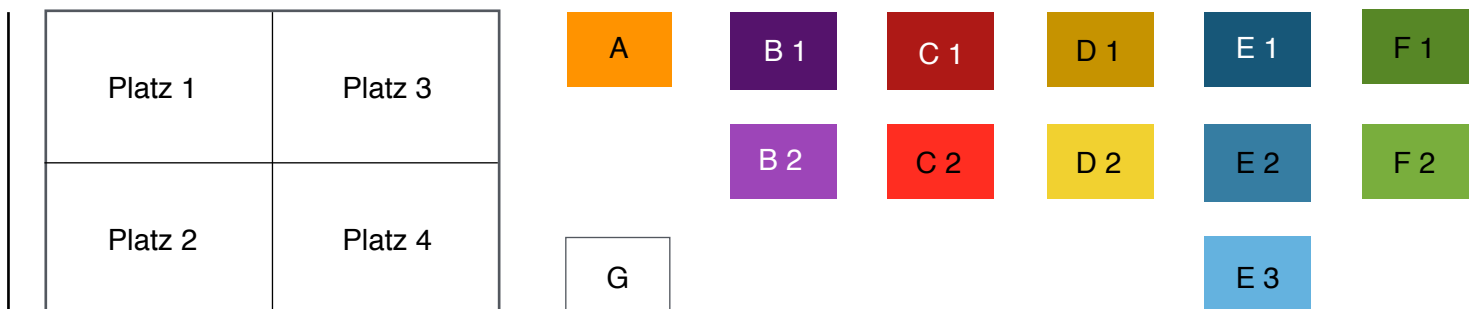 Platz 1
Platz 3
A
B 1
C 1
D 1
E 1
F 1
B 2
C 2
D 2
E 2
F 2
Platz 2
Platz 4
G
E 3